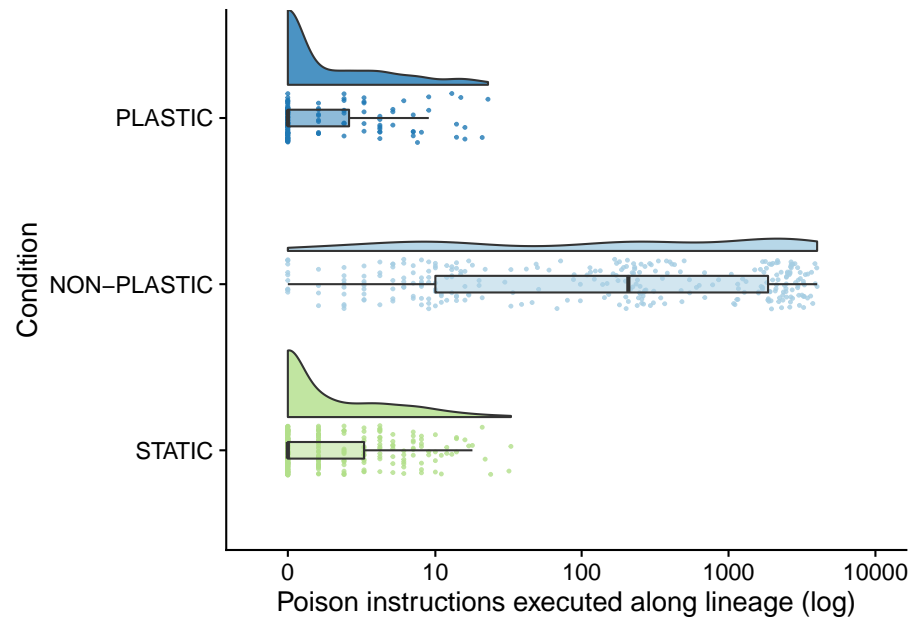 PLASTIC
NON−PLASTIC
STATIC
Condition
0 10 100 1000 10000
Poison instructions executed along lineage (log)